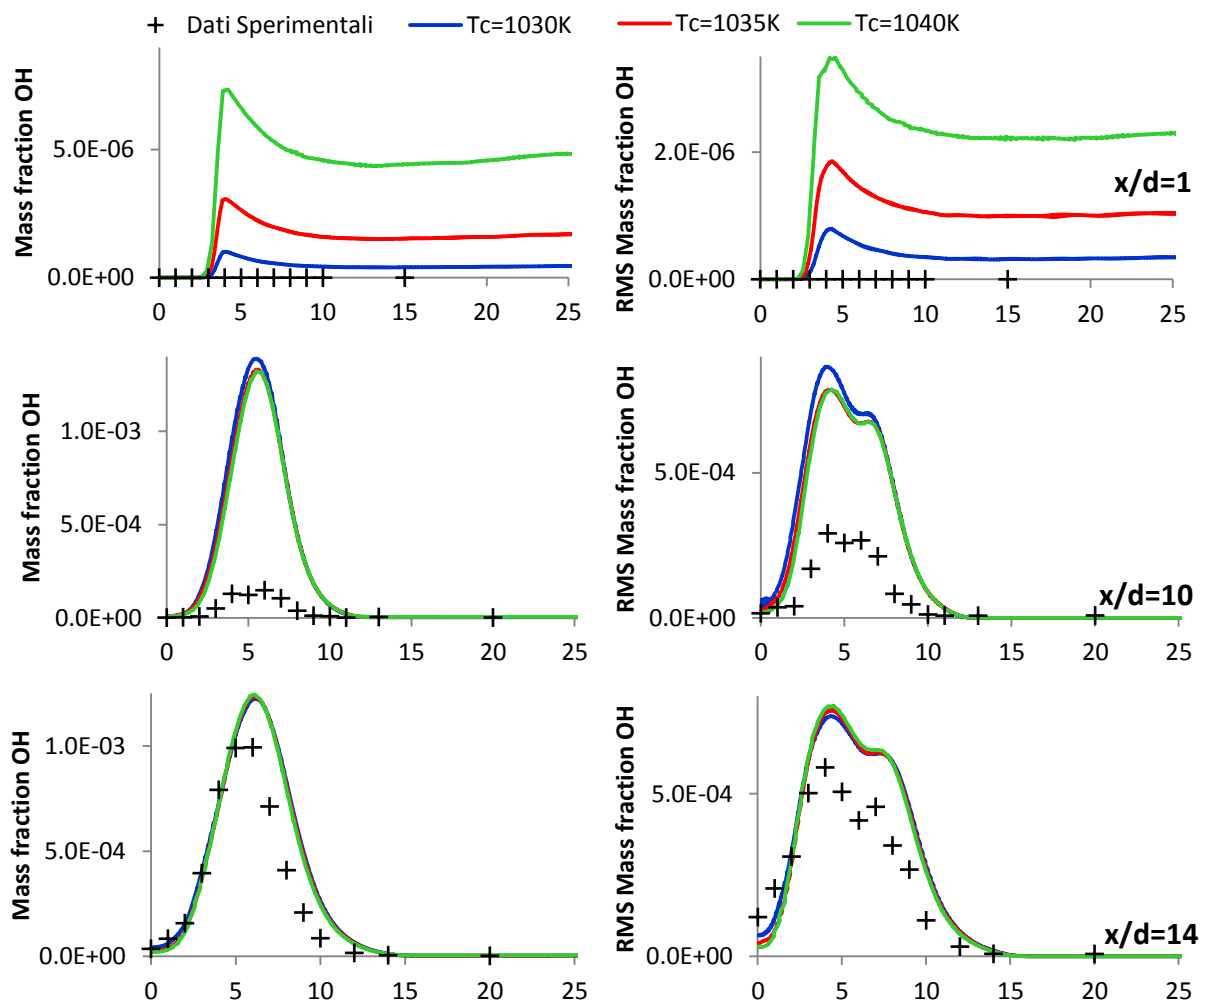 Dati Sperimentali Tc=1030K Tc=1035K Tc=1040K
Mass fraction OH
5.0E-06
0.0E+00
0 5 10 15 20 25
RMS Mass fraction OH
2.0E-06
0.0E+00
x/d=1
0 5 10 15 20 25
Mass fraction OH
1.0E-03
5.0E-04
0.0E+00
0 5 10 15 20 25
RMS Mass fraction OH
5.0E-04
0.0E+00
x/d=10
0 5 10 15 20 25
Mass fraction OH
1.0E-03
5.0E-04
0.0E+00
0 5 10 15 20 25
RMS Mass fraction OH
5.0E-04
0.0E+00
x/d=14
0 5 10 15 20 25